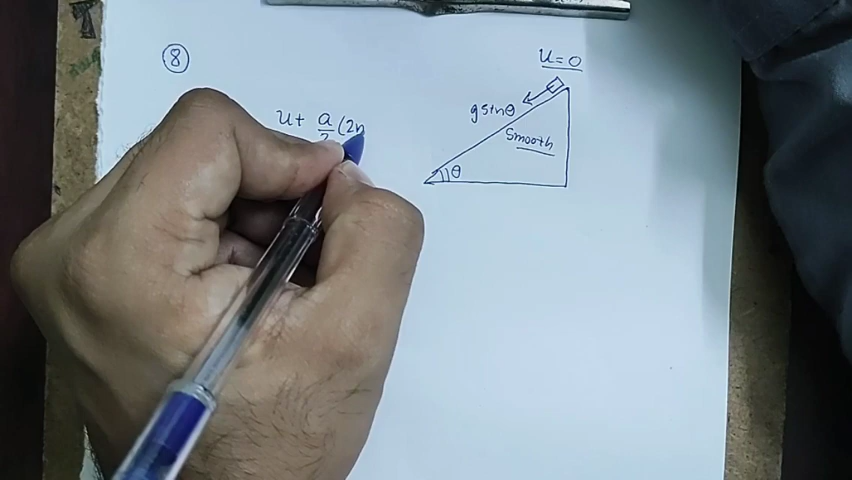 8
u=0
gsinθ
Smooth
θ
u+ a/2 (2n